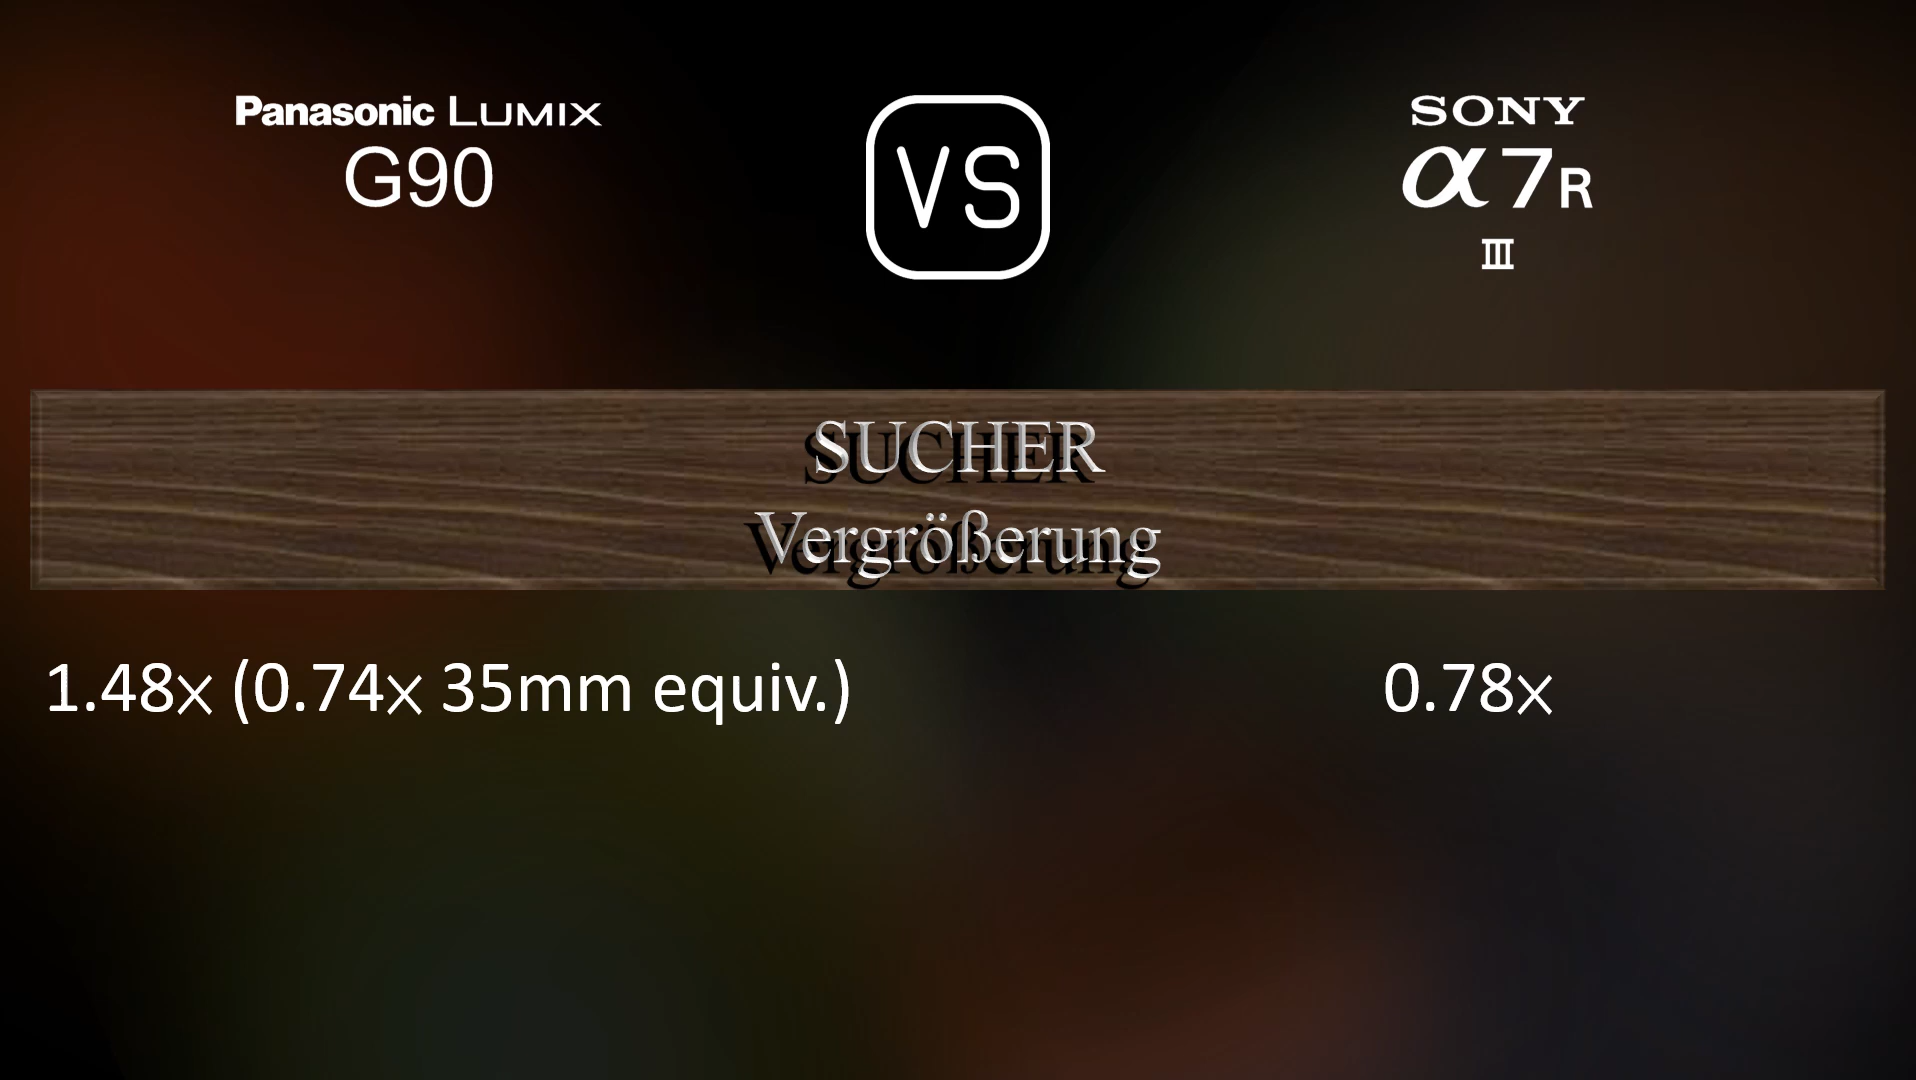 Panasonic LUMIX
G90
VS
SONY
α7R
III
SUCHER
Vergrößerung
1.48x (0.74x 35mm equiv.)
0.78x